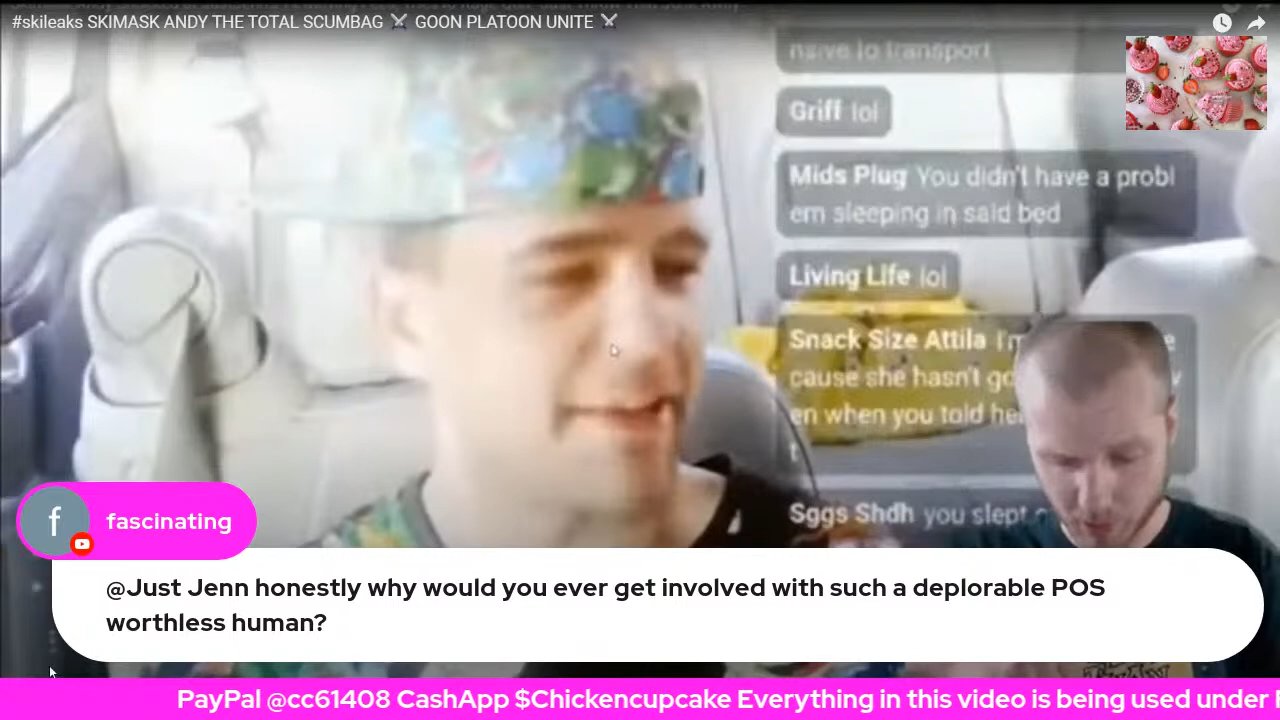 #skileaks SKIMASK ANDY THE TOTAL SCUMBAG ⚔ GOON PLATOON UNITE ⚔
nsive to transport
Griff lol
Mids Plug You didn't have a probl
em sleeping in said bed
Living Life lol
Snack Size Attila
cause she hasn't
en when you told
t
Sggs Shdh you slept
f fascinating
@Just Jenn honestly why would you ever get involved with such a deplorable POS
worthless human?
PayPal @cc61408 CashApp $Chickencupcake Everything in this video is being used under